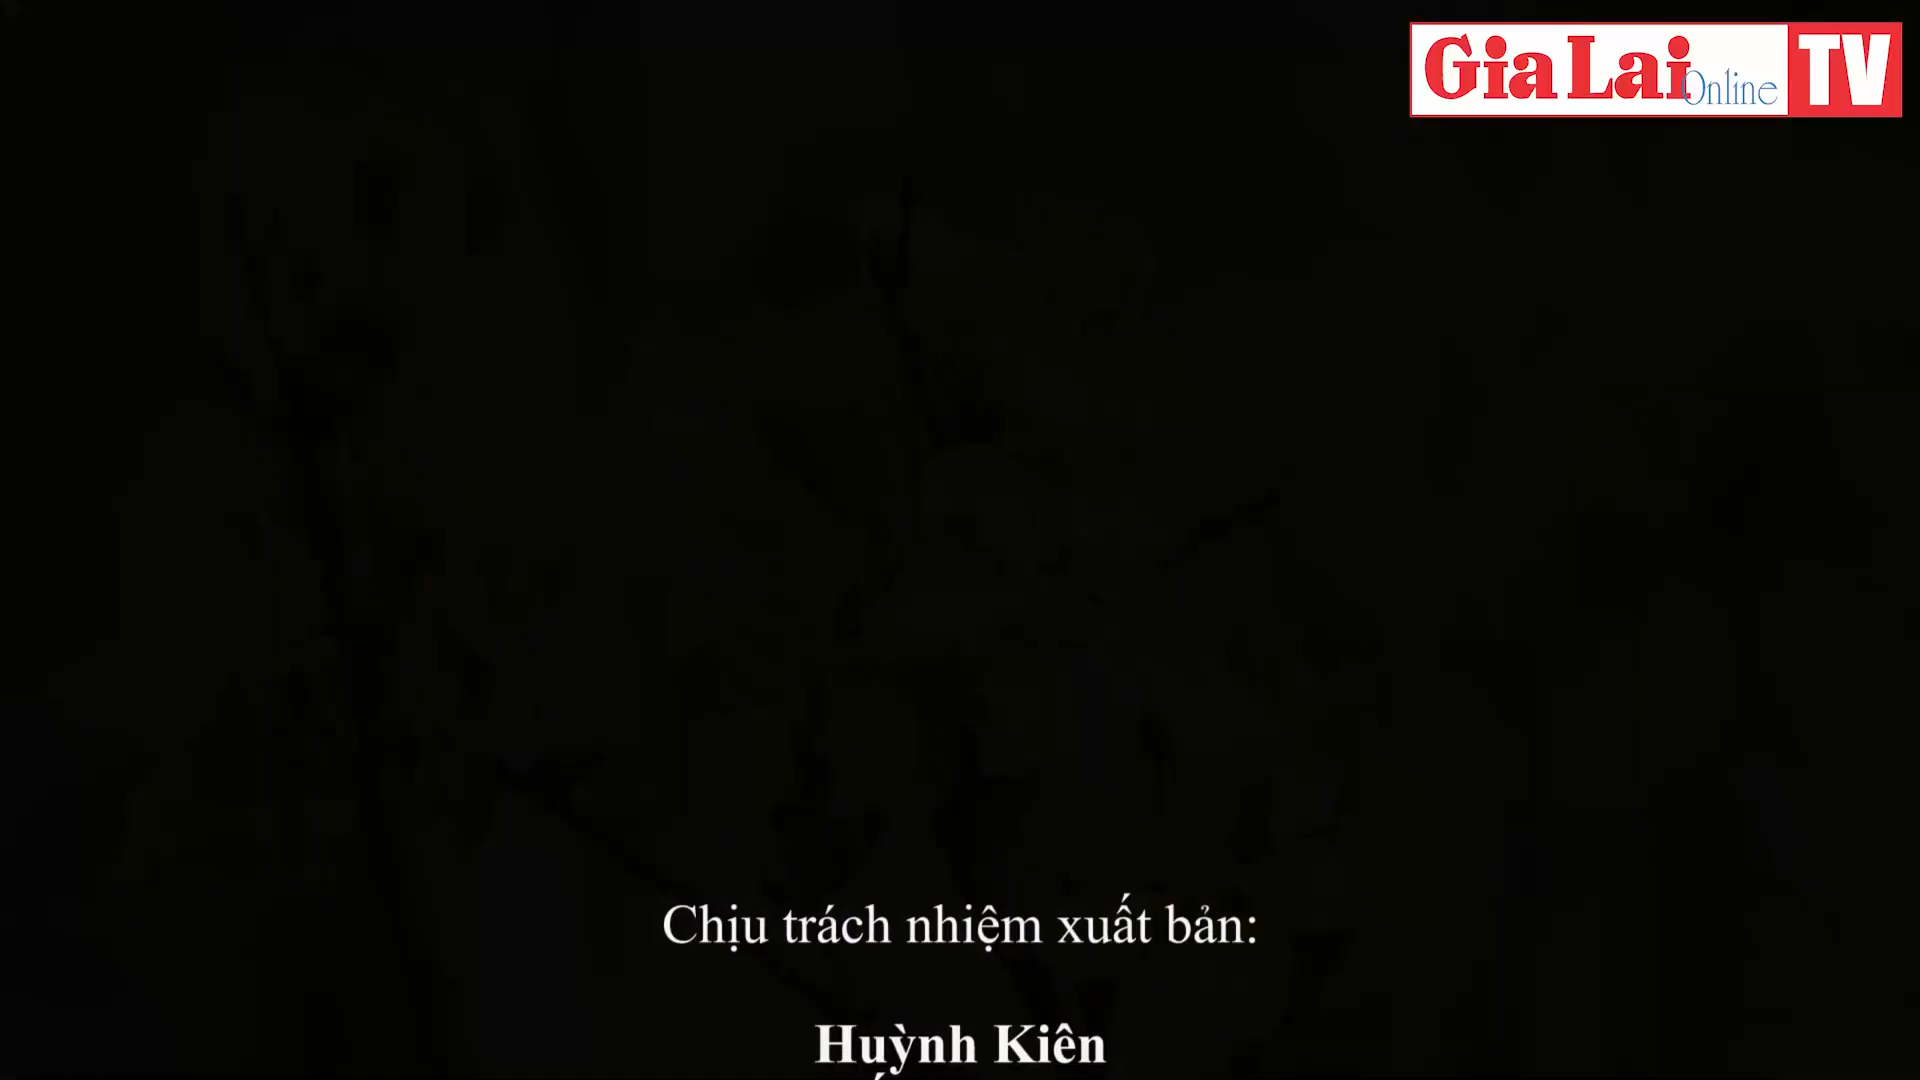 Gia Lai Online TV
Chịu trách nhiệm xuất bản:
Huỳnh Kiên